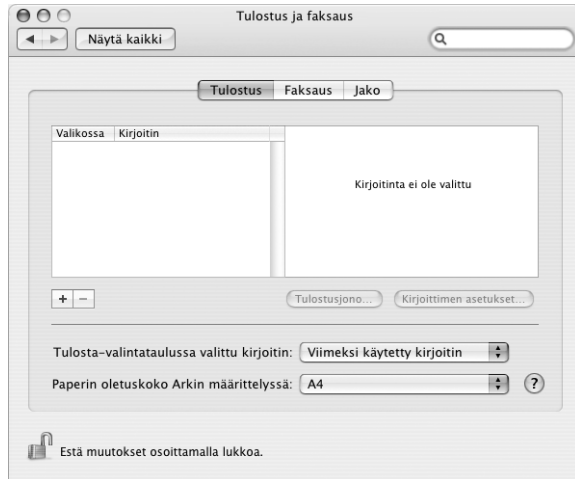 Tulostus ja faksaus
Näytä kaikki
Tulostus Faksaus Jako
Valikossa Kirjoitin
Kirjoitinta ei ole valittu
+ − Tulostusjono... Kirjoittimen asetukset...
Tulosta-valintataulussa valittu kirjoitin: Viimeksi käytetty kirjoitin
Paperin oletuskoko Arkin määrittelyssä: A4 ?
Estä muutokset osoittamalla lukkoa.